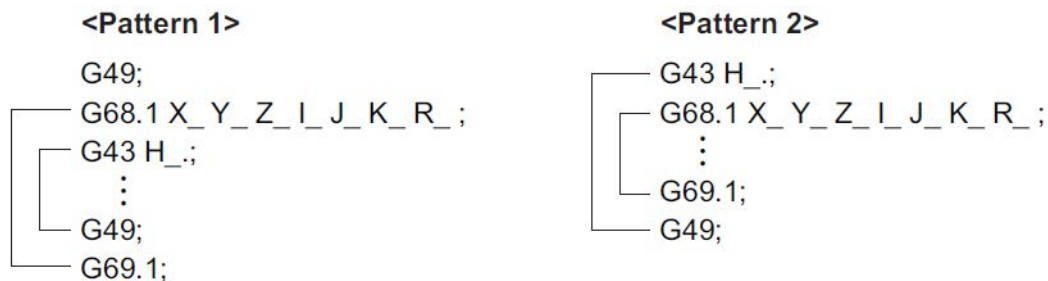 <Pattern 1>
G49;
G68.1 X_ Y_ Z_ I_ J_ K_ R_ ;
G43 H_.;
⋮
G49;
G69.1;
<Pattern 2>
G43 H_.;
G68.1 X_ Y_ Z_ I_ J_ K_ R_ ;
⋮
G69.1;
G49;